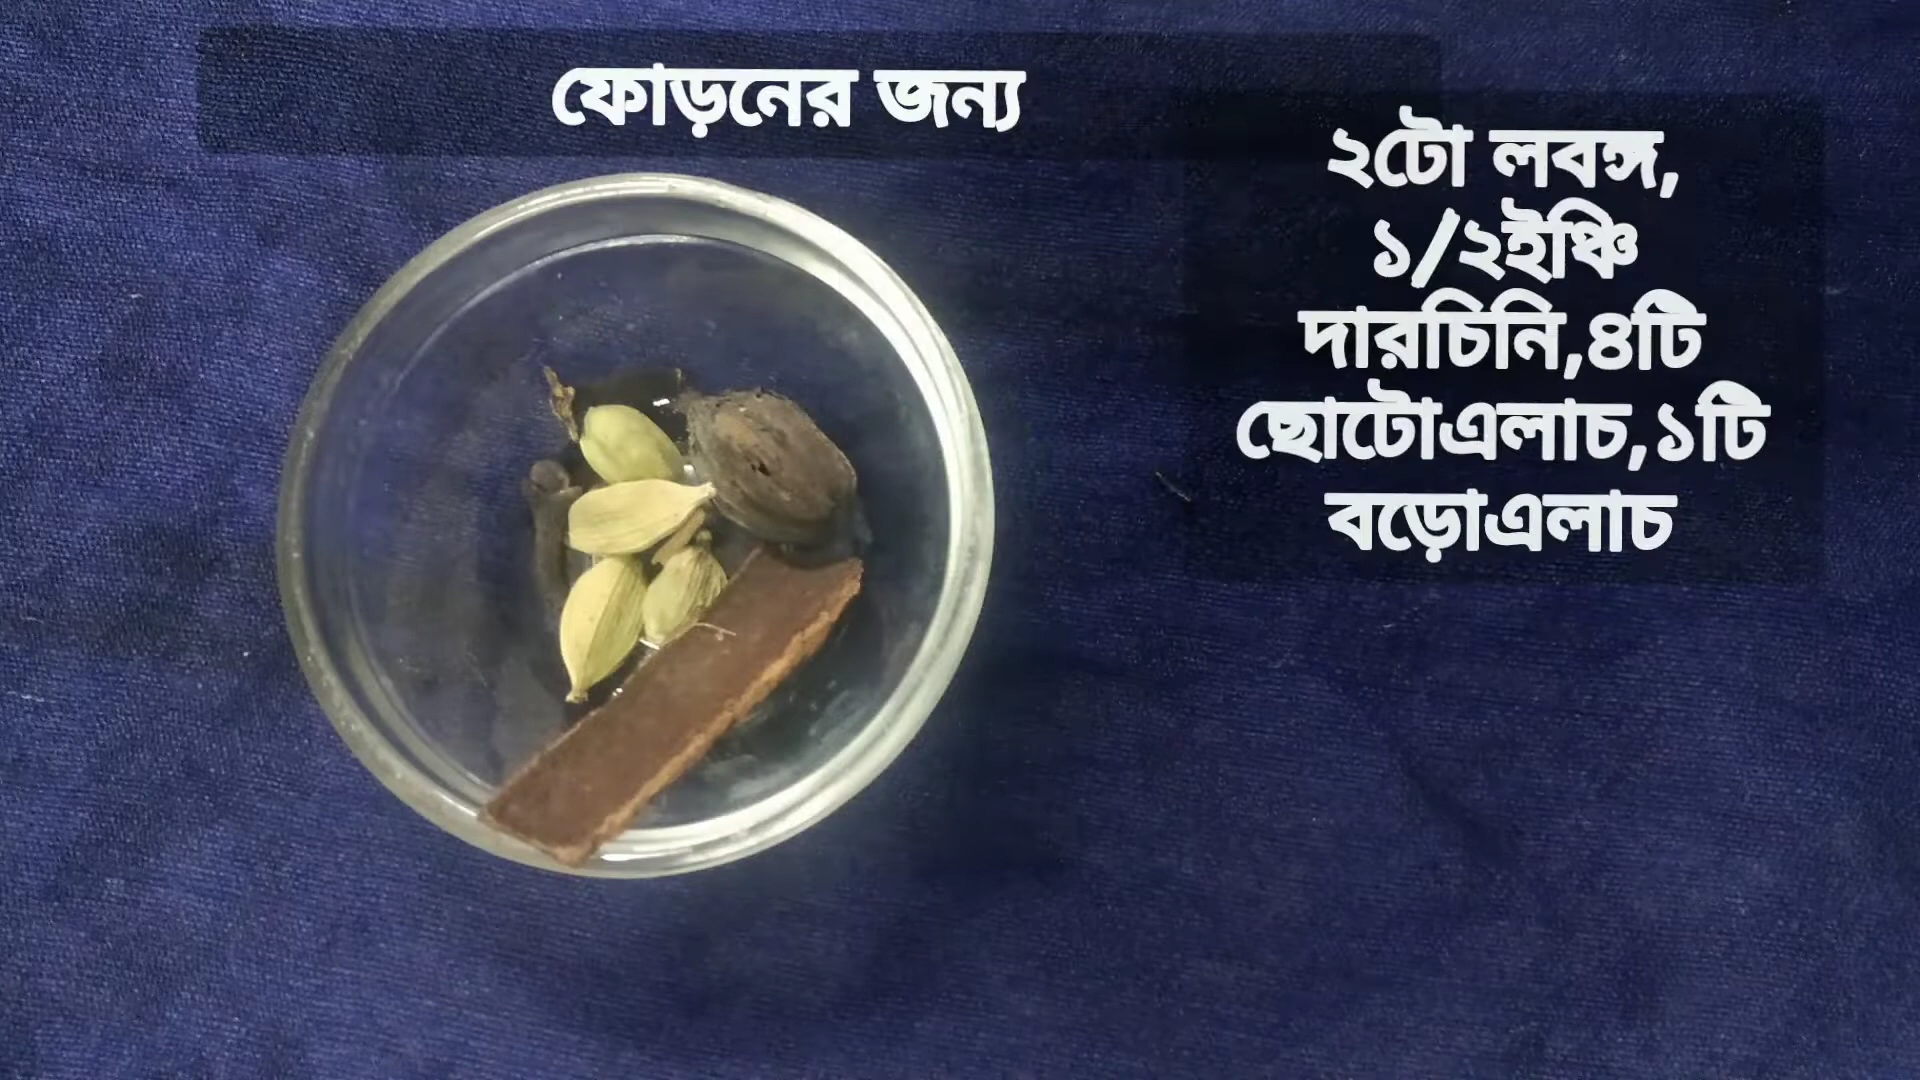 ফোড়নের জন্য
২টো লবঙ্গ,
১/২ইঞ্চি
দারচিনি,৪টি
ছোটোএলাচ,১টি
বড়োএলাচ